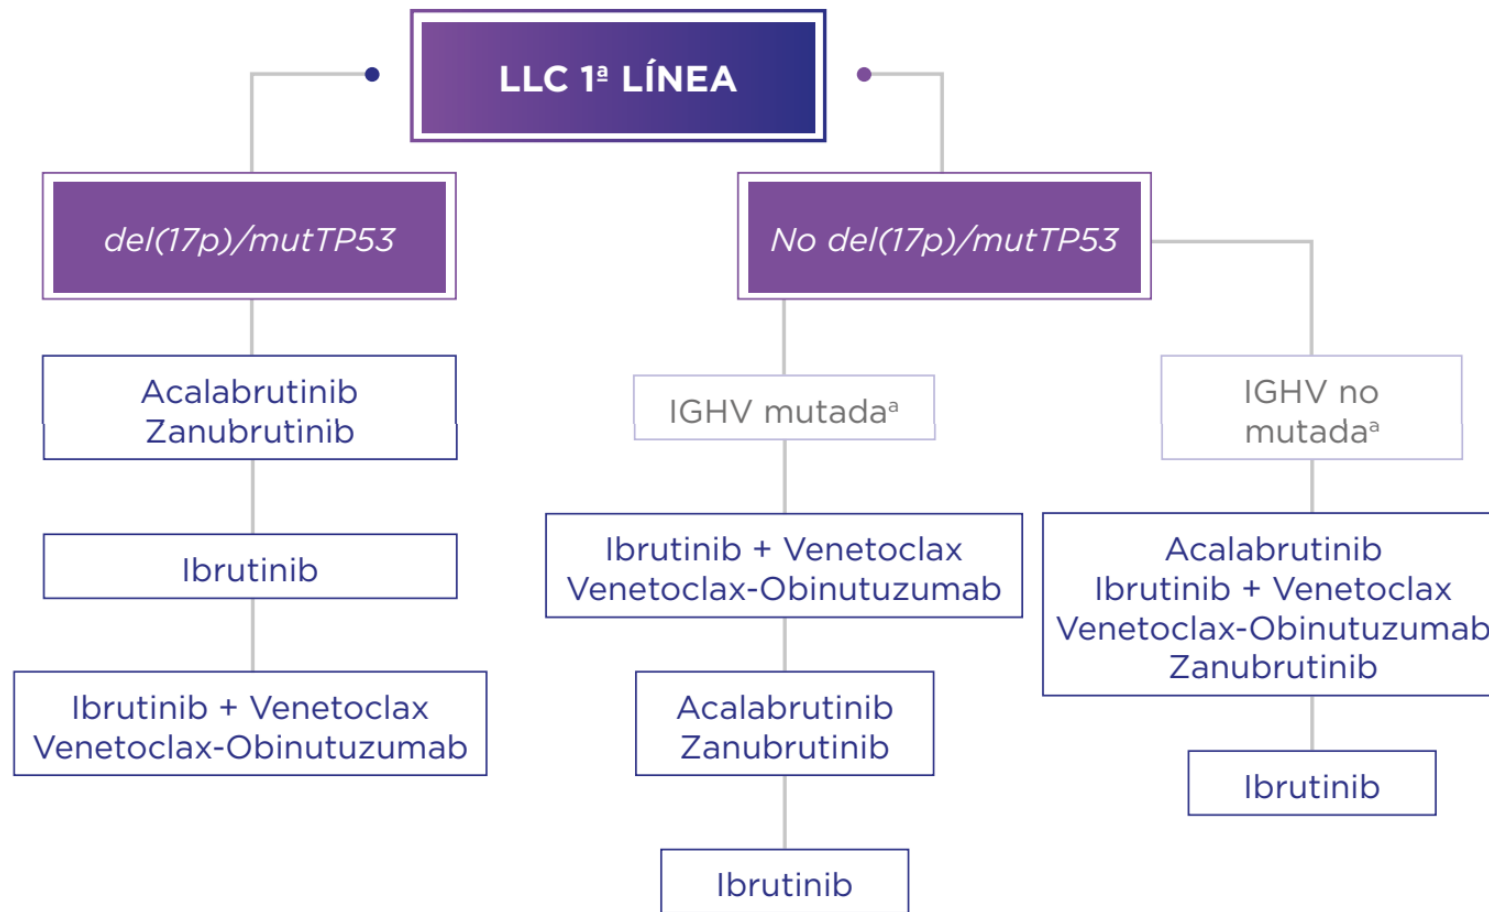 LLC 1ª LÍNEA
del(17p)/mutTP53
No del(17p)/mutTP53
Acalabrutinib
Zanubrutinib
Ibrutinib
Ibrutinib + Venetoclax
Venetoclax-Obinutuzumab
IGHV mutadaª
Ibrutinib + Venetoclax
Venetoclax-Obinutuzumab
Acalabrutinib
Zanubrutinib
Ibrutinib
IGHV no
mutadaª
Acalabrutinib
Ibrutinib + Venetoclax
Venetoclax-Obinutuzumab
Zanubrutinib
Ibrutinib